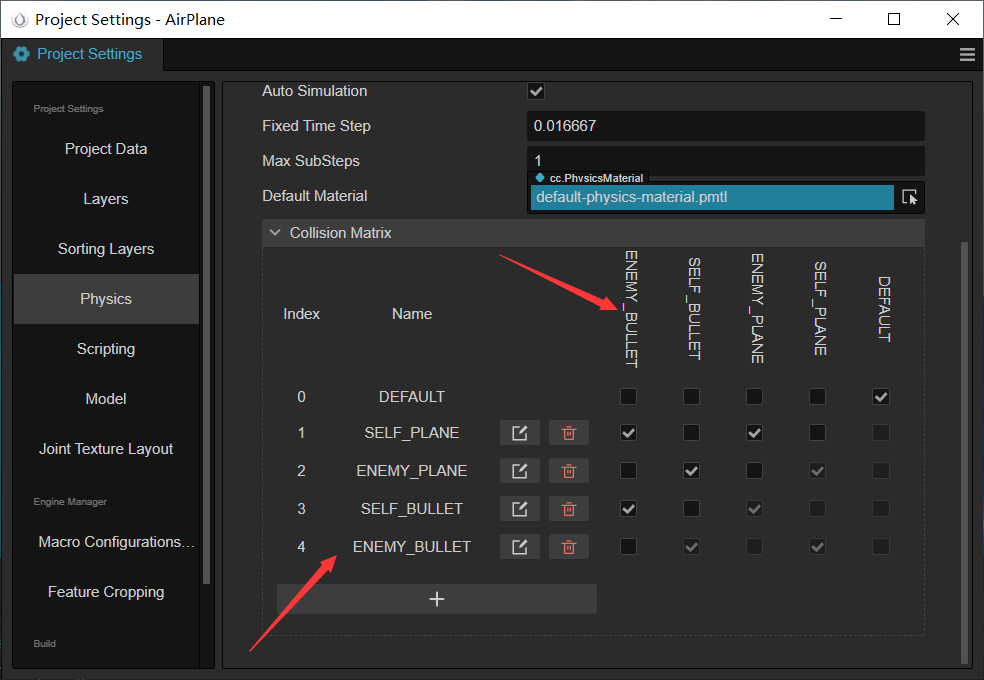 Project Settings - AirPlane
Project Settings
Project Settings
Project Data
Layers
Sorting Layers
Physics
Scripting
Model
Joint Texture Layout
Engine Manager
Macro Configurations...
Feature Cropping
Build
Auto Simulation
Fixed Time Step 0.016667
Max SubSteps 1
cc.PhysicsMaterial
Default Material default-physics-material.pmtl
Collision Matrix
Index Name ENEMY_BULLET SELF_BULLET ENEMY_PLANE SELF_PLANE DEFAULT
0 DEFAULT
1 SELF_PLANE
2 ENEMY_PLANE
3 SELF_BULLET
4 ENEMY_BULLET
+